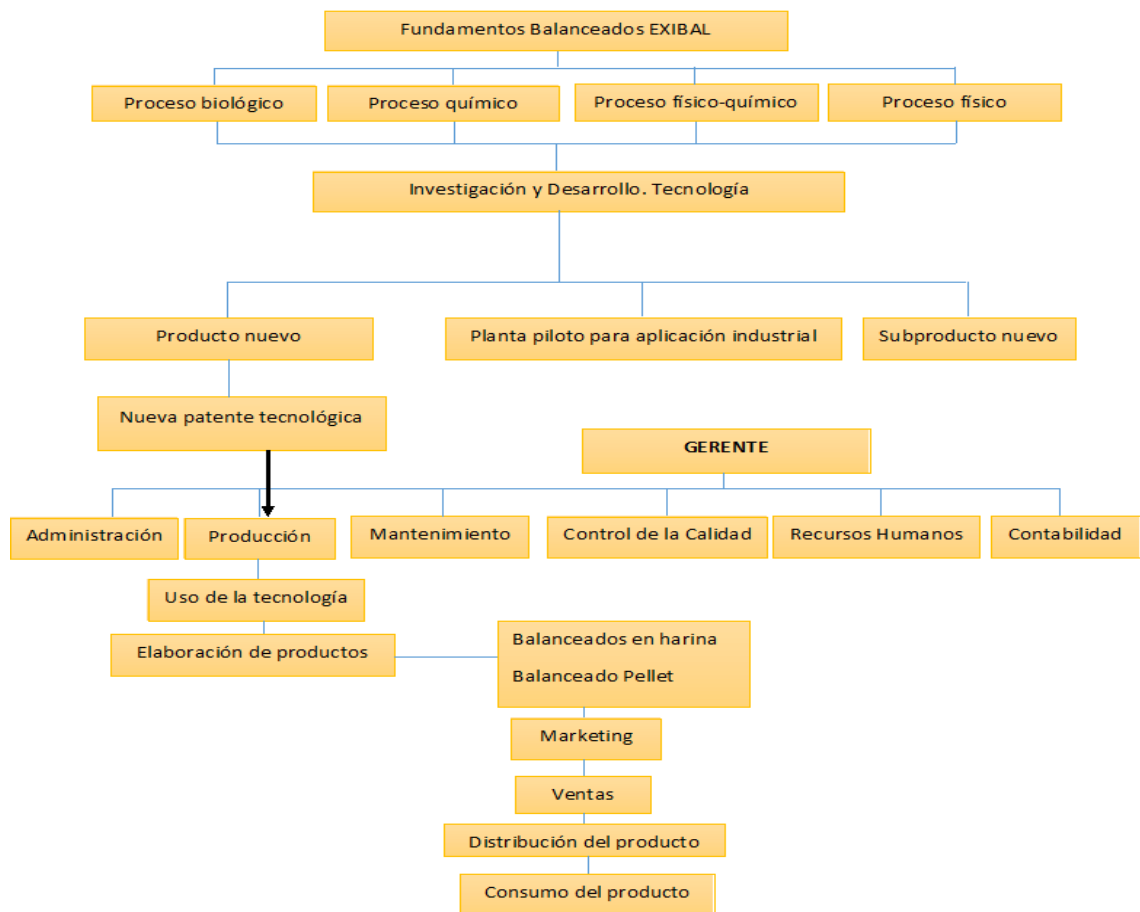 Fundamentos Balanceados EXIBAL
Proceso biológico
Proceso químico
Proceso físico-químico
Proceso físico
Investigación y Desarrollo. Tecnología
Producto nuevo
Planta piloto para aplicación industrial
Subproducto nuevo
Nueva patente tecnológica
GERENTE
Administración
Producción
Mantenimiento
Control de la Calidad
Recursos Humanos
Contabilidad
Uso de la tecnología
Elaboración de productos
Balanceados en harina
Balanceado Pellet
Marketing
Ventas
Distribución del producto
Consumo del producto